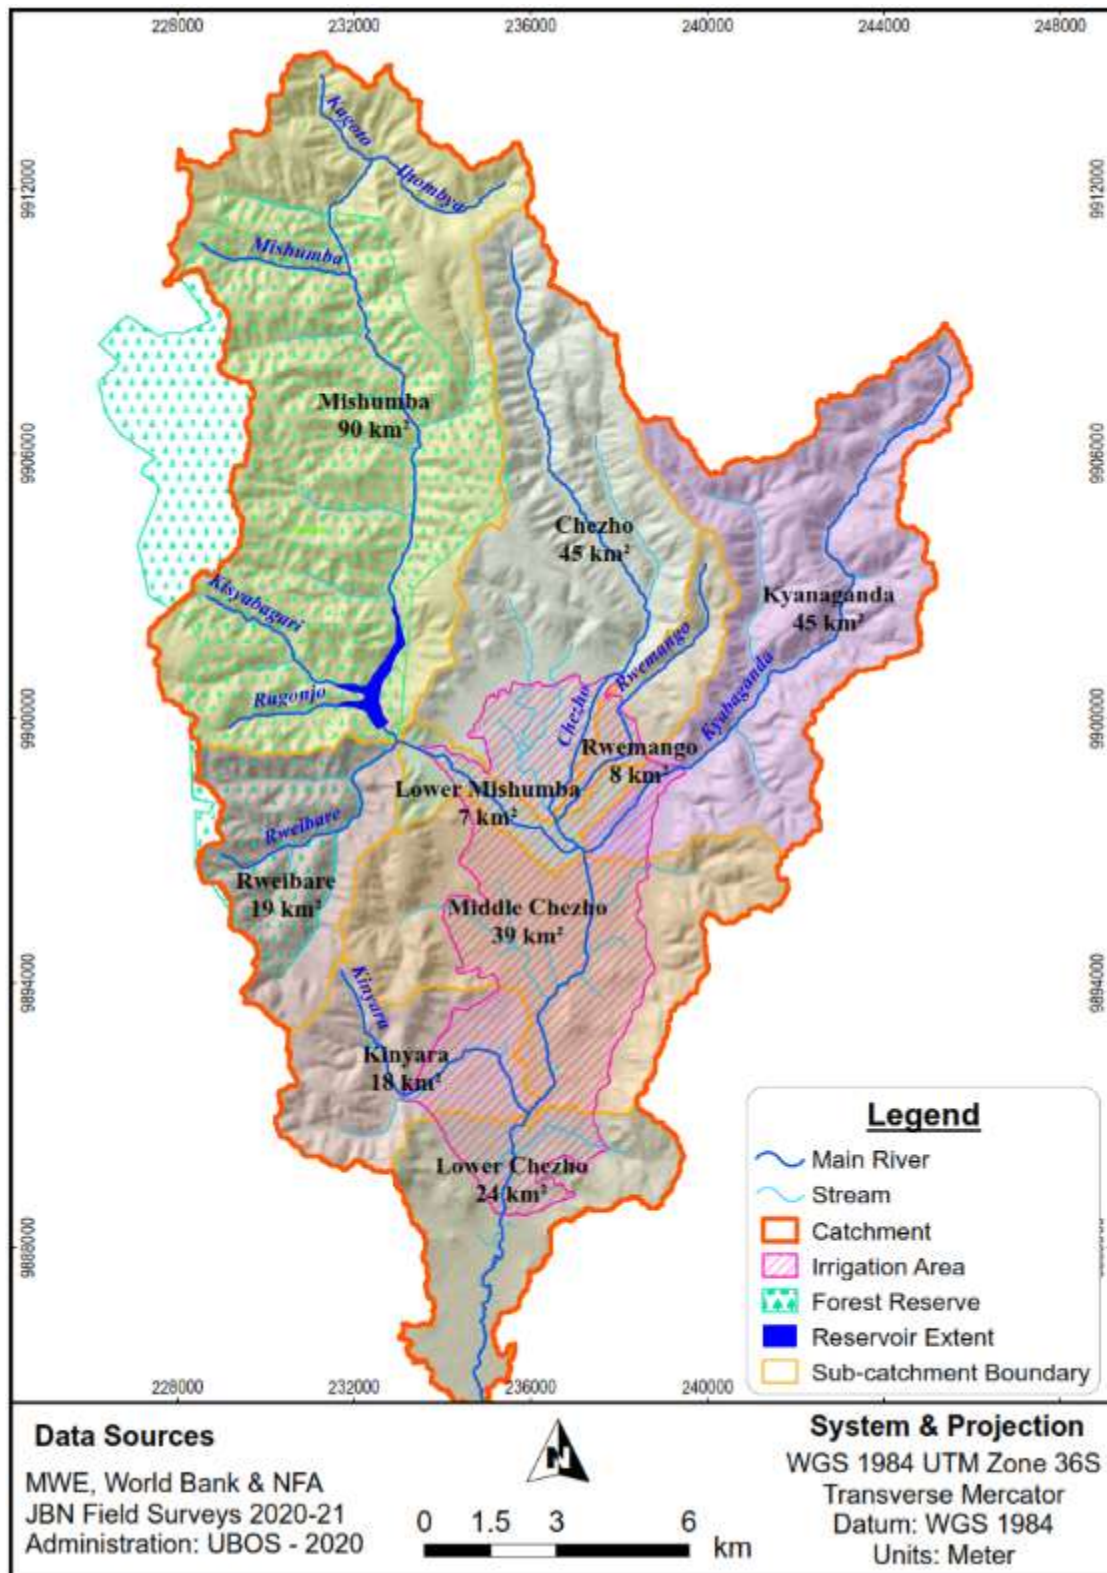 228000 232000 236000 240000 244000 248000
Kagoto
Ihombya
9912000
9912000
Mishumba
Mishumba
90 km²
9906000
9906000
Chezho
45 km²
Kisyabaguri
Kyanaganda
45 km²
Rwemango
Rugonjo
Chezho
Kyabaganda
9900000
9900000
Rwemango
8 km²
Lower Mishumba
7 km²
Rweibare
Rweibare
19 km²
Middle Chezho
39 km²
9894000
9894000
Kinyara
Kinyara
18 km²
Lower Chezho
24 km²
9888000
Legend
Main River
Stream
Catchment
Irrigation Area
Forest Reserve
Reservoir Extent
Sub-catchment Boundary
228000 232000 236000 240000
Data Sources
MWE, World Bank & NFA
JBN Field Surveys 2020-21
Administration: UBOS - 2020
N
0 1.5 3 6 km
System & Projection
WGS 1984 UTM Zone 36S
Transverse Mercator
Datum: WGS 1984
Units: Meter